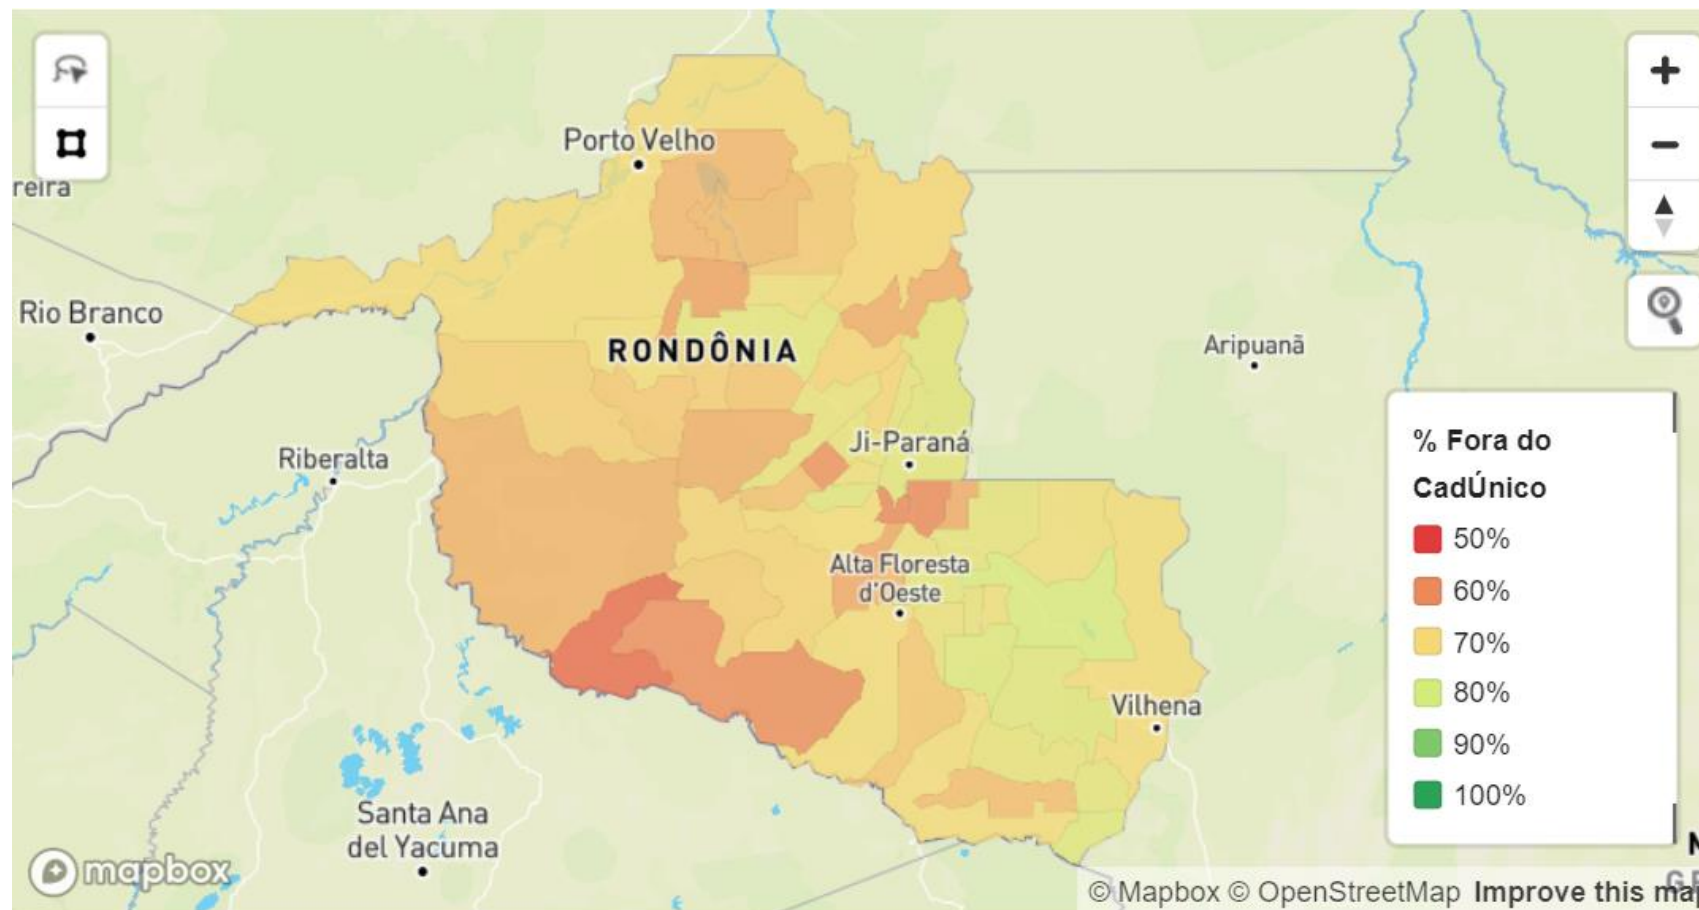 Porto Velho
reira
Rio Branco
RONDÔNIA
Aripuanã
Riberalta
Ji-Paraná
Alta Floresta
d'Oeste
Vilhena
Santa Ana
del Yacuma
% Fora do
CadÚnico
50%
60%
70%
80%
90%
100%
mapbox
© Mapbox © OpenStreetMap Improve this map